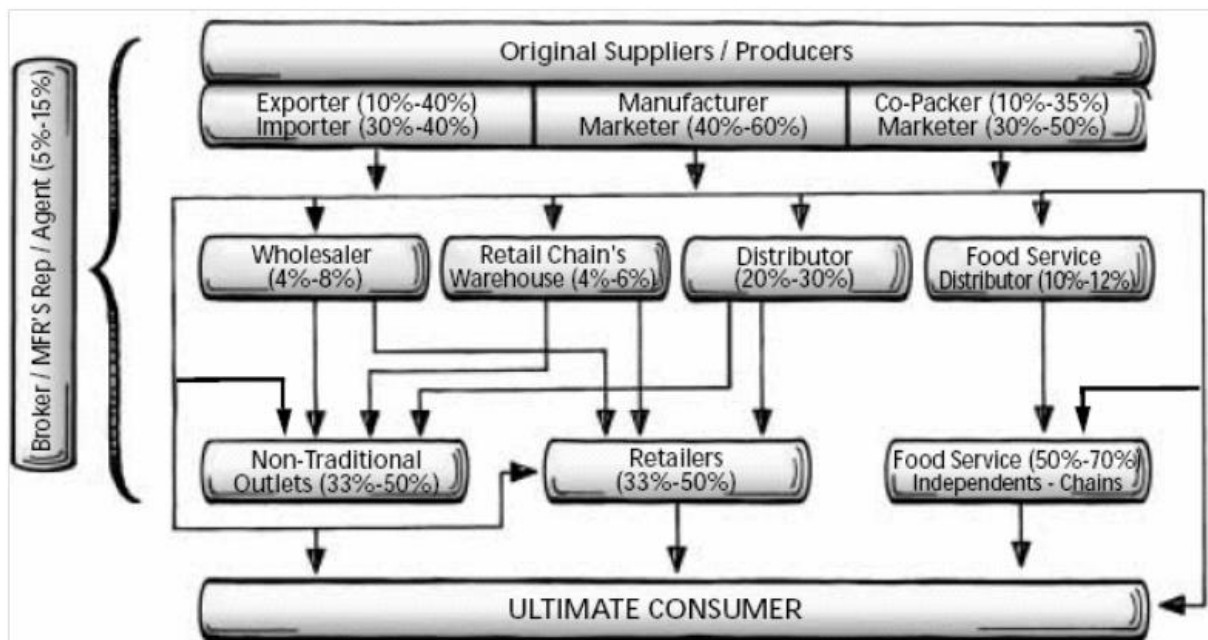 Broker / MFR'S Rep / Agent (5%-15%)
Original Suppliers / Producers
Exporter (10%-40%)
Importer (30%-40%)
Manufacturer
Marketer (40%-60%)
Co-Packer (10%-35%)
Marketer (30%-50%)
Wholesaler
(4%-8%)
Retail Chain's
Warehouse (4%-6%)
Distributor
(20%-30%)
Food Service
Distributor (10%-12%)
Non-Traditional
Outlets (33%-50%)
Retailers
(33%-50%)
Food Service (50%-70%)
Independents - Chains
ULTIMATE CONSUMER